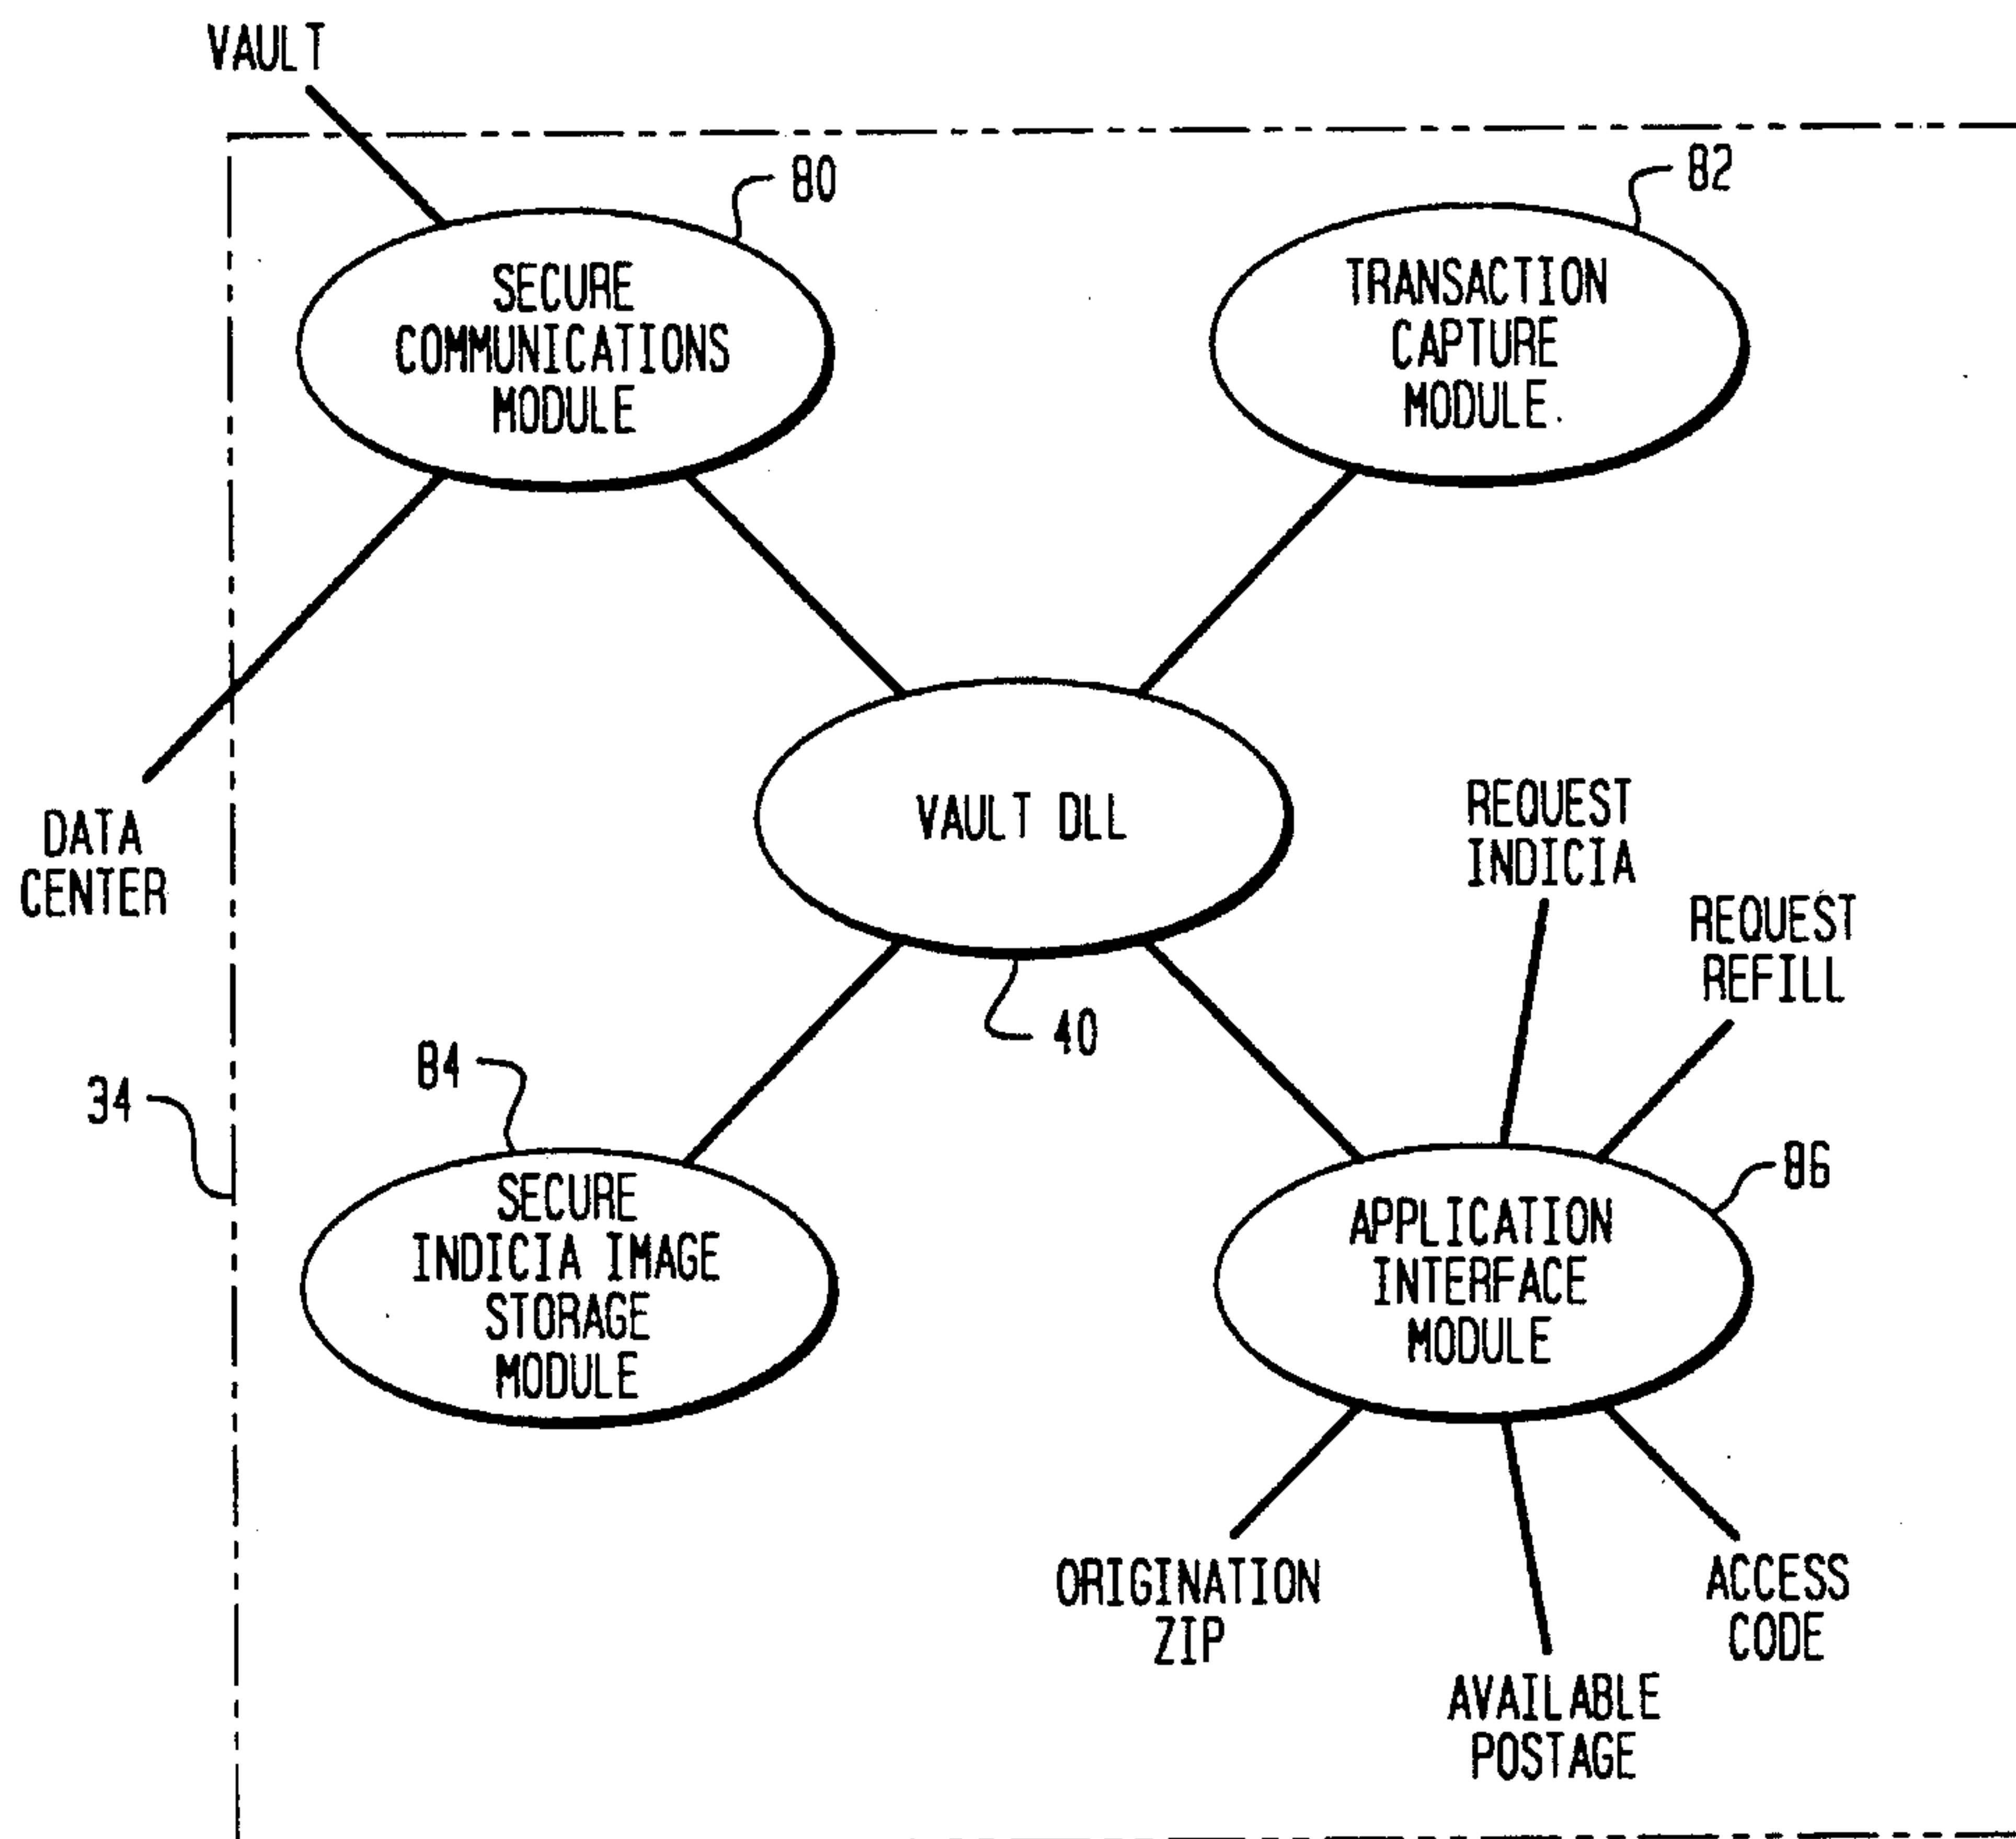 VAULT
80
82
SECURE
COMMUNICATIONS
MODULE
TRANSACTION
CAPTURE
MODULE
DATA
CENTER
VAULT DLL
40
REQUEST
INDICIA
REQUEST
REFILL
34
84
SECURE
INDICIA IMAGE
STORAGE
MODULE
86
APPLICATION
INTERFACE
MODULE
ORIGINATION
ZIP
AVAILABLE
POSTAGE
ACCESS
CODE